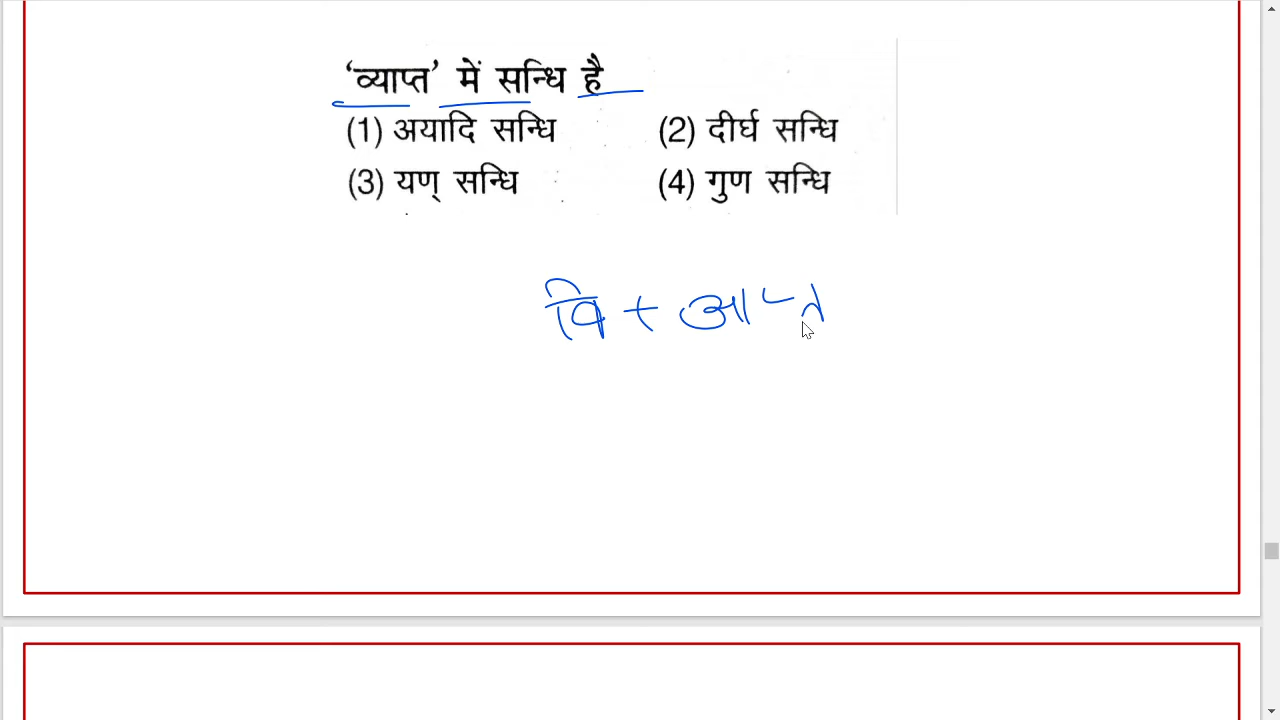 ‘व्याप्त’ में सन्धि है
(1) अयादि सन्धि (2) दीर्घ सन्धि
(3) यण् सन्धि (4) गुण सन्धि
वि + आप्त